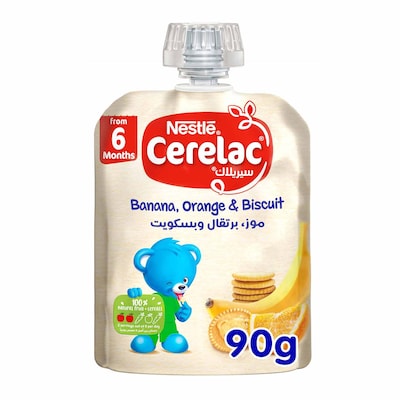 from
6
Months
Nestlé
Cerelac®
سيريلاك®
Banana, Orange & Biscuit
موز، برتقال وبسكويت
100%
90g